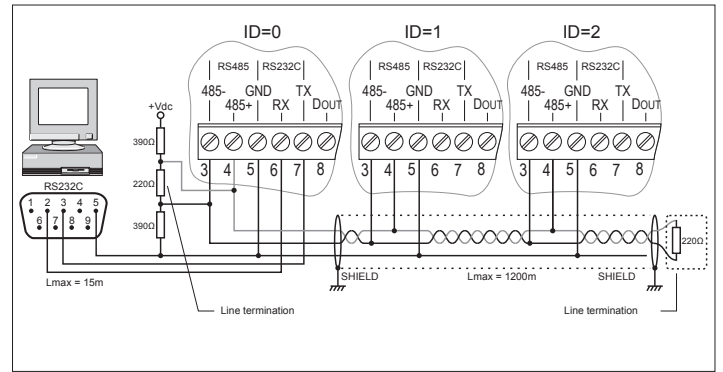 ID=0 ID=1 ID=2
RS485 RS232C RS485 RS232C RS485 RS232C
485- GND TX 485- GND TX 485- GND TX
485+ RX DOUT 485+ RX DOUT 485+ RX DOUT
3 4 5 6 7 8 3 4 5 6 7 8 3 4 5 6 7 8
+Vdc
390Ω
220Ω
390Ω
RS232C
1 2 3 4 5
6 7 8 9
220Ω
Lmax = 15m
SHIELD Lmax = 1200m SHIELD
Line termination Line termination